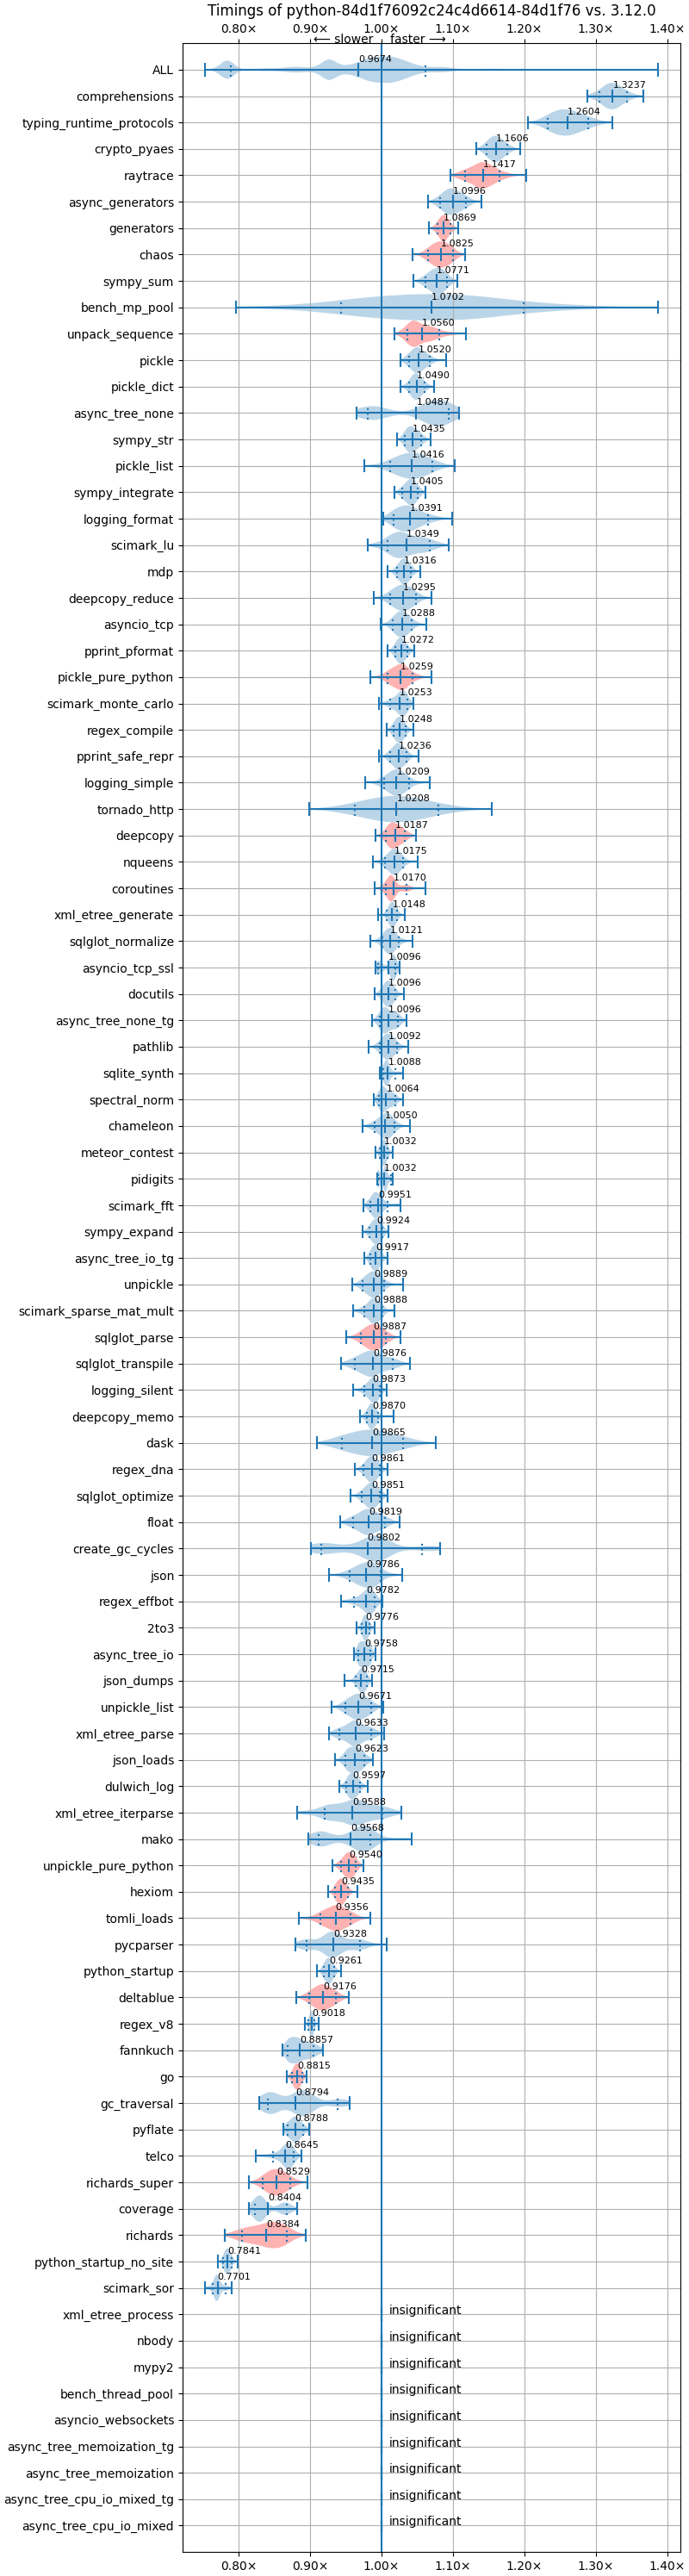 Timings of python-84d1f76092c24c4d6614-84d1f76 vs. 3.12.0
0.80× 0.90× 1.00× 1.10× 1.20× 1.30× 1.40×
⟵ slower faster ⟶
ALL 0.9674
comprehensions 1.3237
typing_runtime_protocols 1.2604
crypto_pyaes 1.1606
raytrace 1.1417
async_generators 1.0996
generators 1.0869
chaos 1.0825
sympy_sum 1.0771
bench_mp_pool 1.0702
unpack_sequence 1.0560
pickle 1.0520
pickle_dict 1.0490
async_tree_none 1.0487
sympy_str 1.0435
pickle_list 1.0416
sympy_integrate 1.0405
logging_format 1.0391
scimark_lu 1.0349
mdp 1.0316
deepcopy_reduce 1.0295
asyncio_tcp 1.0288
pprint_pformat 1.0272
pickle_pure_python 1.0259
scimark_monte_carlo 1.0253
regex_compile 1.0248
pprint_safe_repr 1.0236
logging_simple 1.0209
tornado_http 1.0208
deepcopy 1.0187
nqueens 1.0175
coroutines 1.0170
xml_etree_generate 1.0148
sqlglot_normalize 1.0121
asyncio_tcp_ssl 1.0096
docutils 1.0096
async_tree_none_tg 1.0096
pathlib 1.0092
sqlite_synth 1.0088
spectral_norm 1.0064
chameleon 1.0050
meteor_contest 1.0032
pidigits 1.0032
scimark_fft 0.9951
sympy_expand 0.9924
async_tree_io_tg 0.9917
unpickle 0.9889
scimark_sparse_mat_mult 0.9888
sqlglot_parse 0.9887
sqlglot_transpile 0.9876
logging_silent 0.9873
deepcopy_memo 0.9870
dask 0.9865
regex_dna 0.9861
sqlglot_optimize 0.9851
float 0.9819
create_gc_cycles 0.9802
json 0.9786
regex_effbot 0.9782
2to3 0.9776
async_tree_io 0.9758
json_dumps 0.9715
unpickle_list 0.9671
xml_etree_parse 0.9633
json_loads 0.9623
dulwich_log 0.9597
xml_etree_iterparse 0.9588
mako 0.9568
unpickle_pure_python 0.9540
hexiom 0.9435
tomli_loads 0.9356
pycparser 0.9328
python_startup 0.9261
deltablue 0.9176
regex_v8 0.9018
fannkuch 0.8857
go 0.8815
gc_traversal 0.8794
pyflate 0.8788
telco 0.8645
richards_super 0.8529
coverage 0.8404
richards 0.8384
python_startup_no_site 0.7841
scimark_sor 0.7701
xml_etree_process insignificant
nbody insignificant
mypy2 insignificant
bench_thread_pool insignificant
asyncio_websockets insignificant
async_tree_memoization_tg insignificant
async_tree_memoization insignificant
async_tree_cpu_io_mixed_tg insignificant
async_tree_cpu_io_mixed insignificant
0.80× 0.90× 1.00× 1.10× 1.20× 1.30× 1.40×